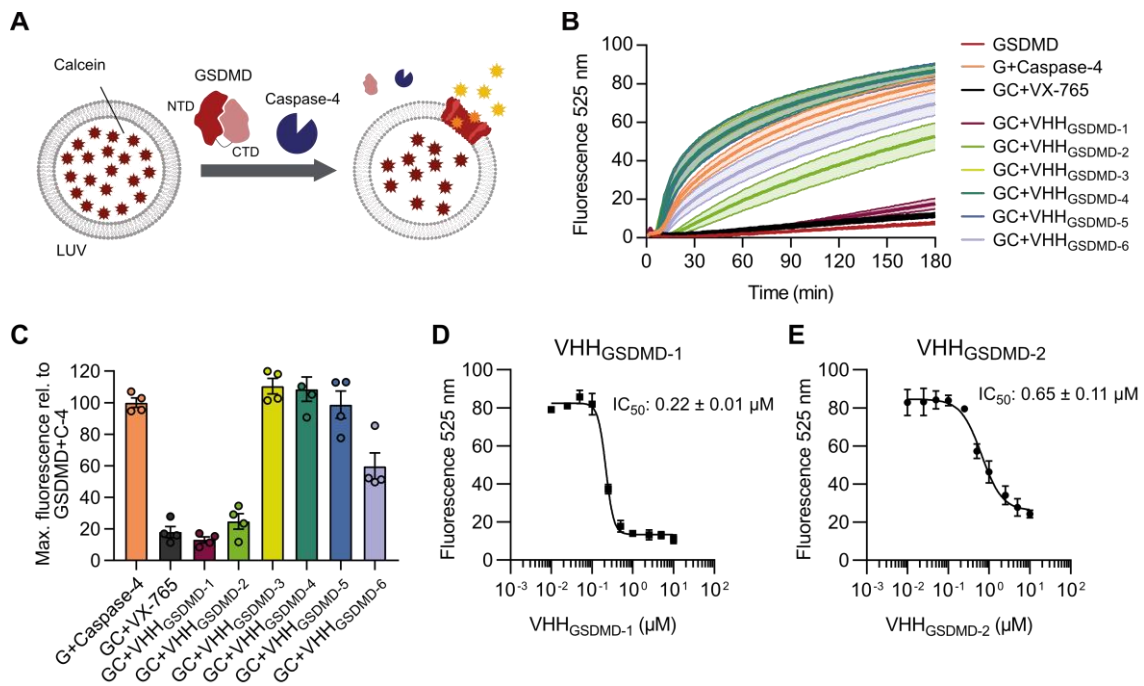 A
Calcein
GSDMD
NTD
Caspase-4
CTD
LUV
B
Fluorescence 525 nm
100
80
60
40
20
0
0 30 60 90 120 150 180
Time (min)
GSDMD
G+Caspase-4
GC+VX-765
GC+VHHGSDMD-1
GC+VHHGSDMD-2
GC+VHHGSDMD-3
GC+VHHGSDMD-4
GC+VHHGSDMD-5
GC+VHHGSDMD-6
C
Max. fluorescence rel. to
GSDMD+C-4
120
100
80
60
40
20
0
G+Caspase-4
GC+VX-765
GC+VHHGSDMD-1
GC+VHHGSDMD-2
GC+VHHGSDMD-3
GC+VHHGSDMD-4
GC+VHHGSDMD-5
GC+VHHGSDMD-6
D
VHHGSDMD-1
Fluorescence 525 nm
100
80
60
40
20
0
IC50: 0.22 ± 0.01 µM
10-3 10-2 10-1 100 101 102
VHHGSDMD-1 (µM)
E
VHHGSDMD-2
Fluorescence 525 nm
100
80
60
40
20
0
IC50: 0.65 ± 0.11 µM
10-3 10-2 10-1 100 101 102
VHHGSDMD-2 (µM)